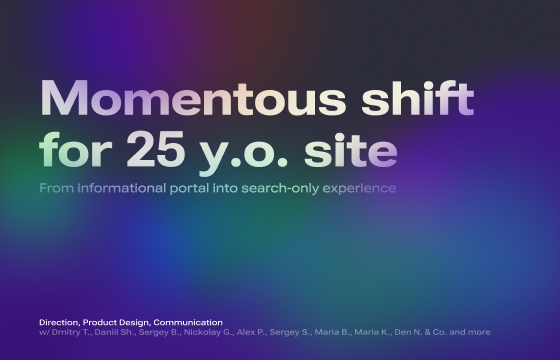 Momentous shift
for 25 y.o. site
From informational portal into search-only experience
Direction, Product Design, Communication
w/ Dmitry T., Daniil Sh., Sergey B., Nickolay G., Alex P., Sergey S., Maria B., Maria K., Den N. & Co. and more